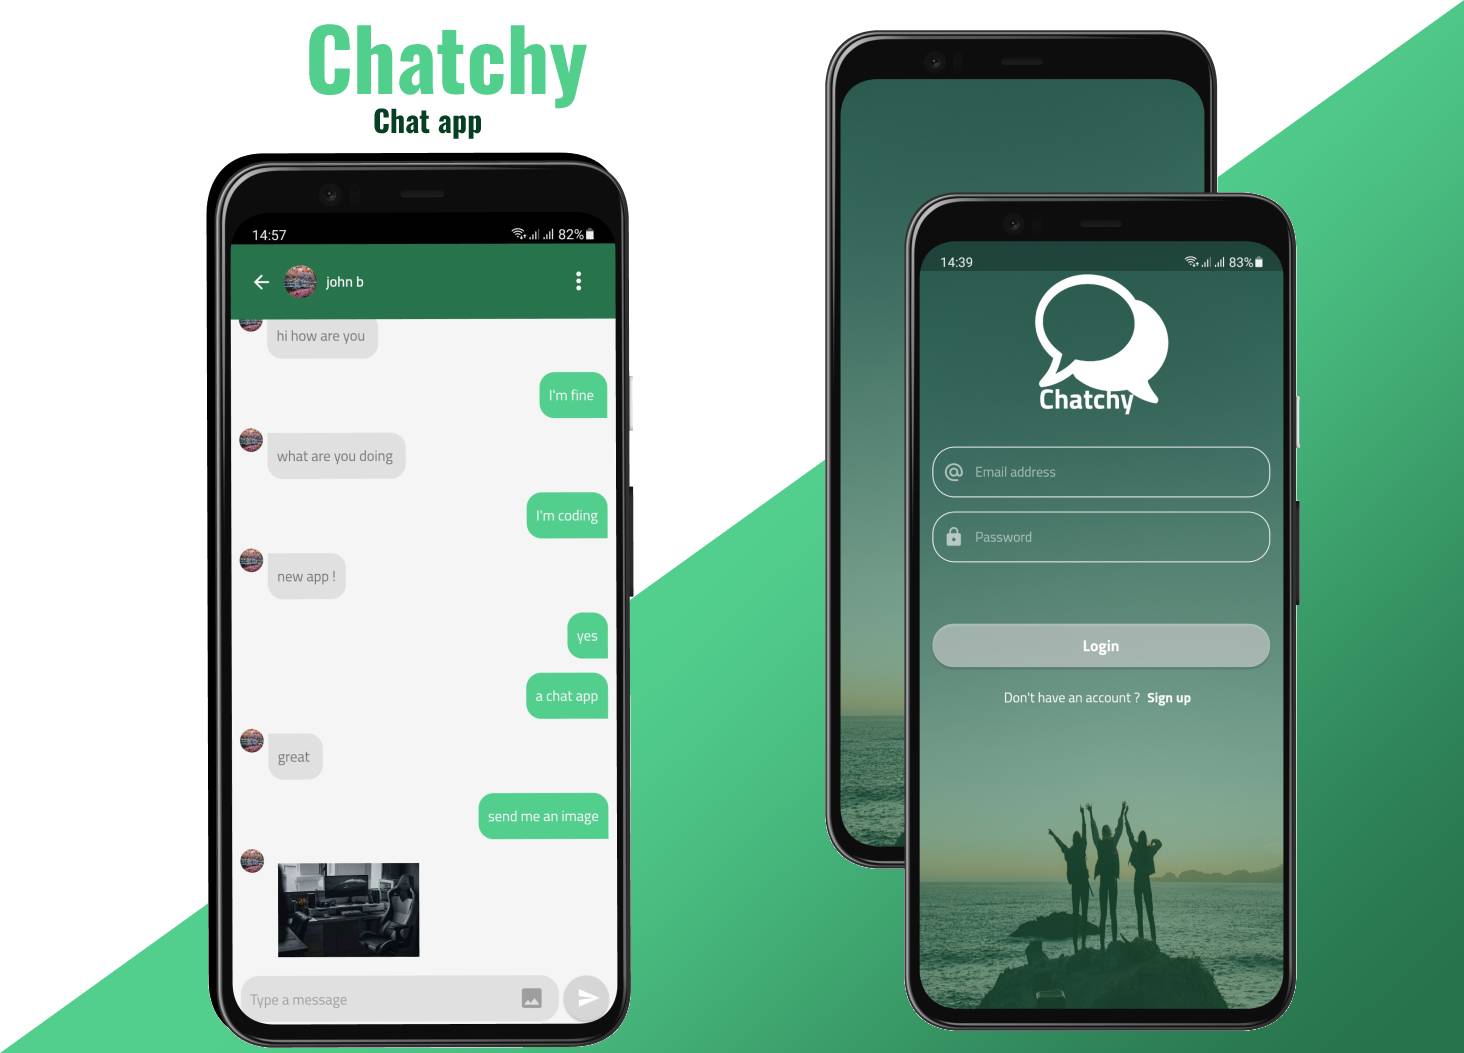 Chatchy
Chat app
14:57
82%
john b
hi how are you
I'm fine
what are you doing
I'm coding
new app !
yes
a chat app
great
send me an image
Type a message
14:39
83%
Chatchy
Email address
Password
Login
Don't have an account ? Sign up